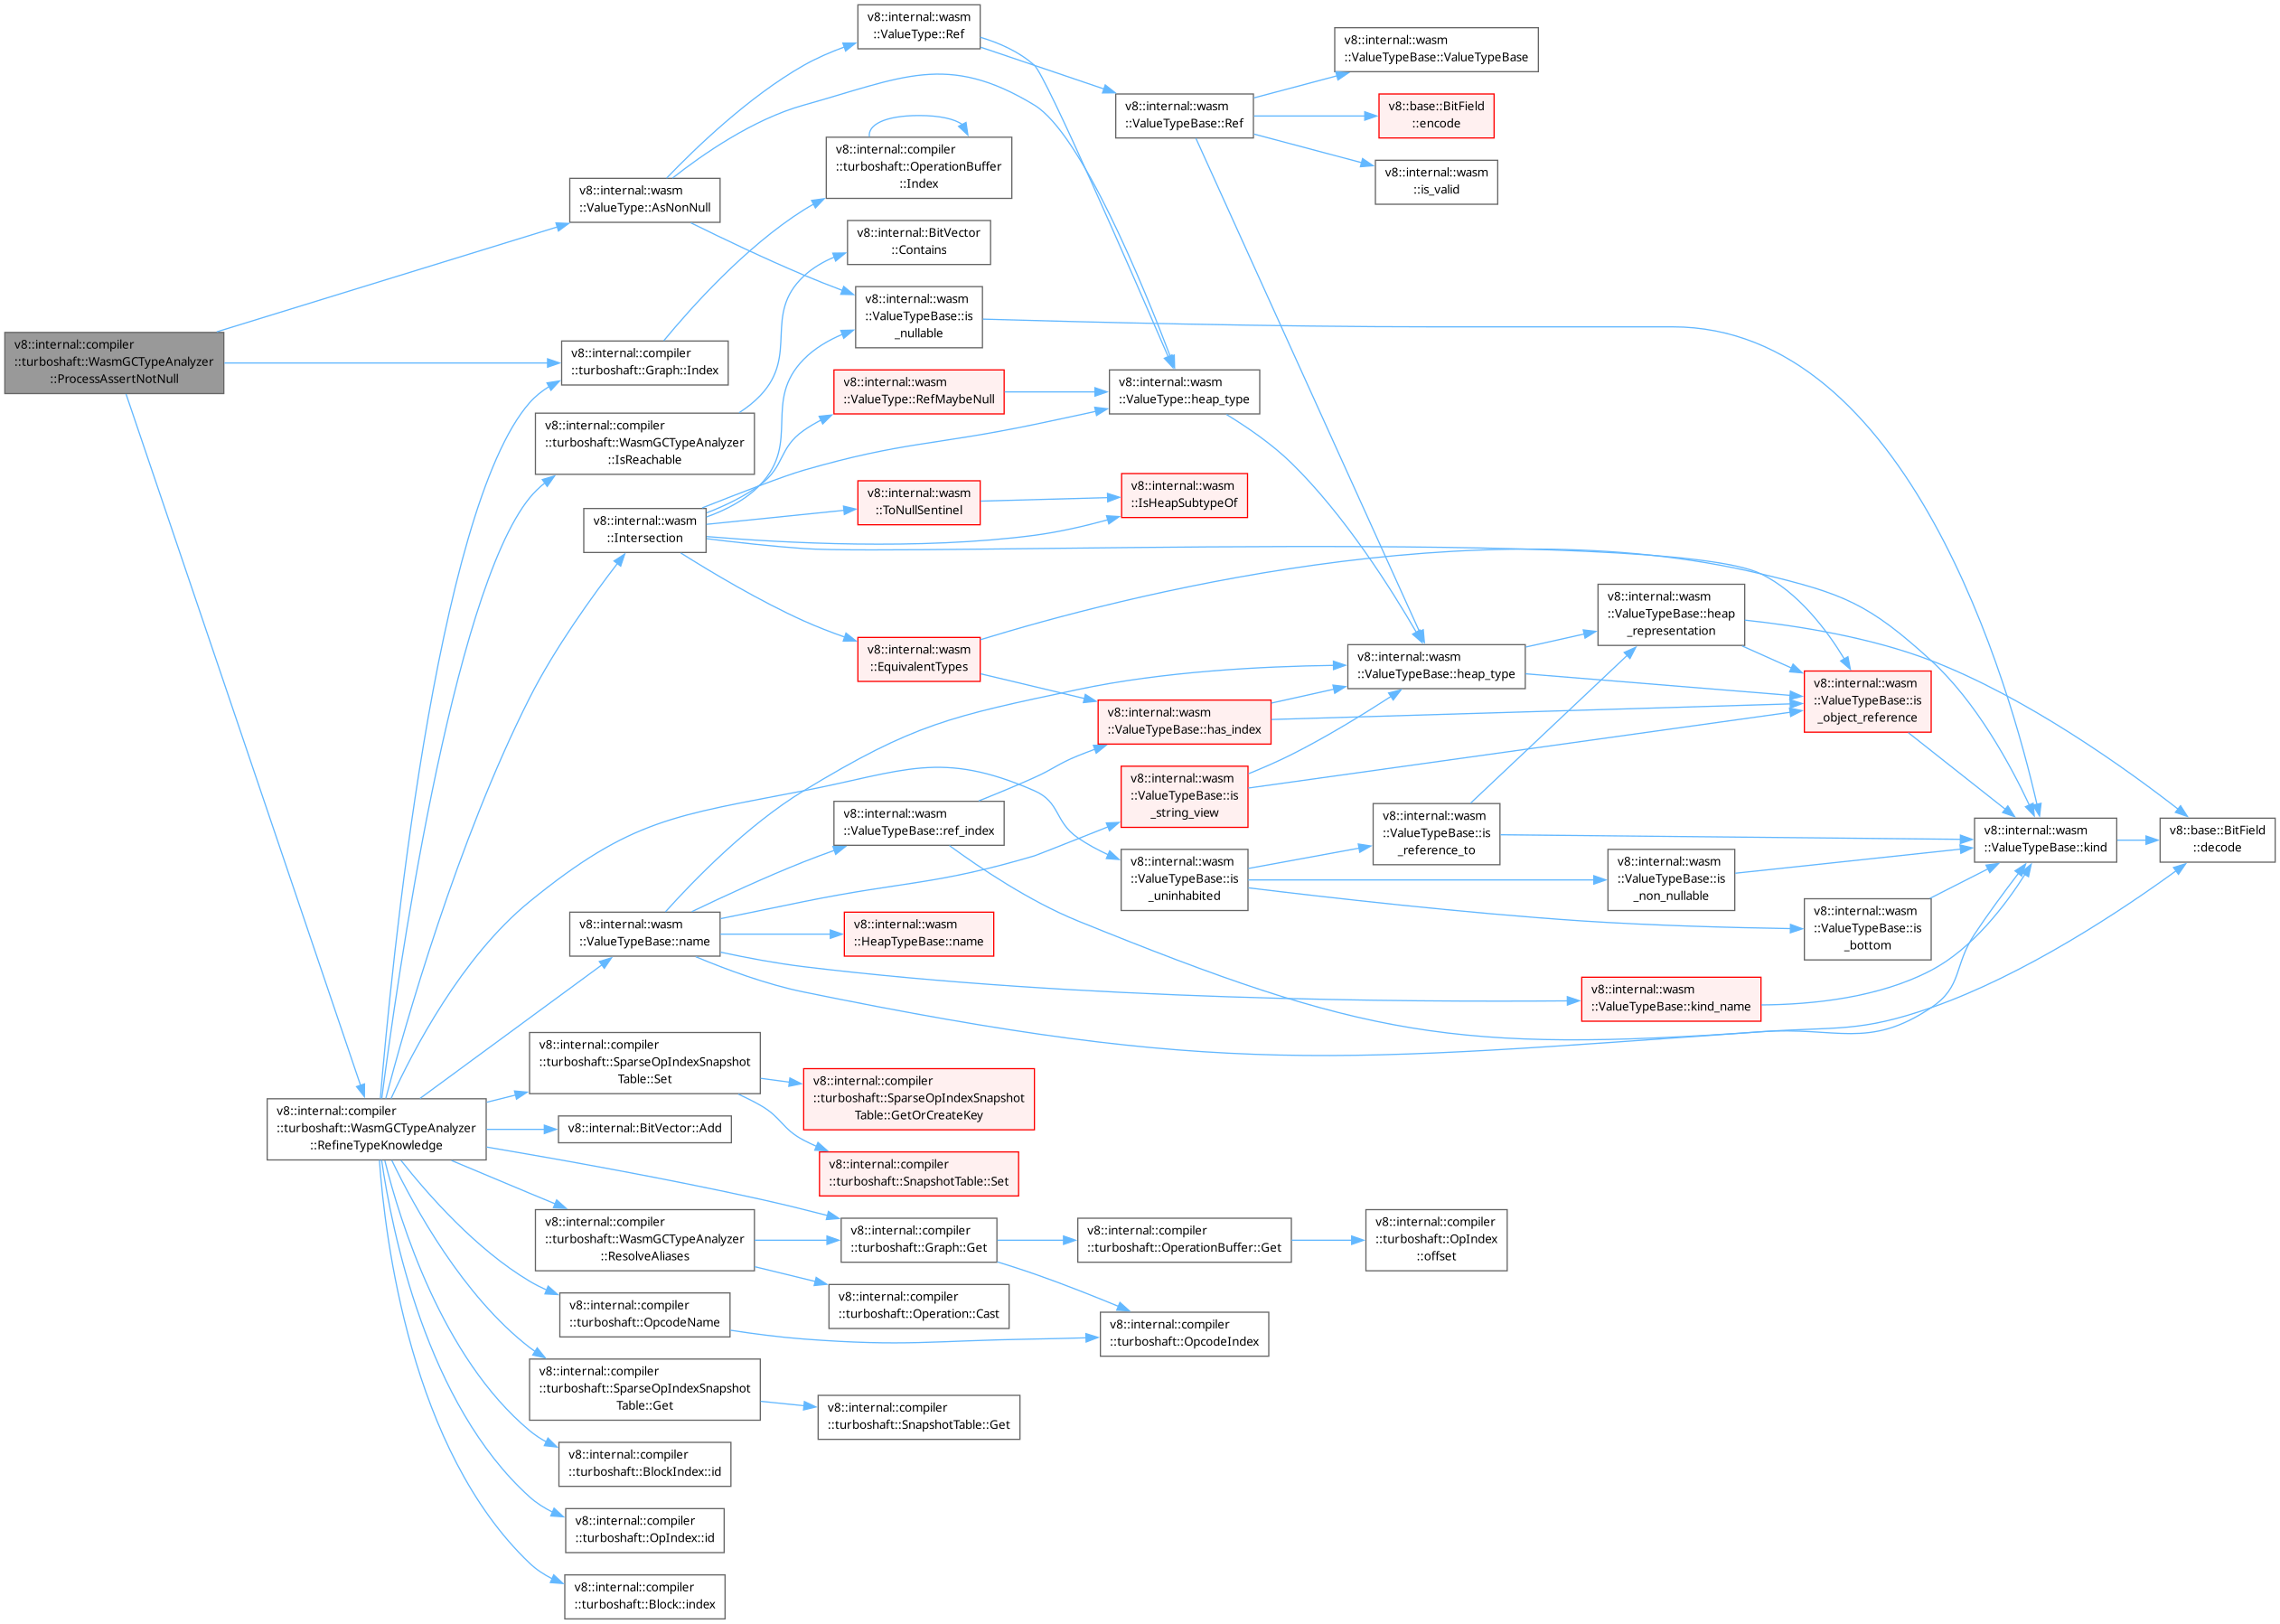 v8::internal::compiler
::turboshaft::WasmGCTypeAnalyzer
::ProcessAssertNotNull
v8::internal::wasm
::ValueType::AsNonNull
v8::internal::compiler
::turboshaft::Graph::Index
v8::internal::compiler
::turboshaft::WasmGCTypeAnalyzer
::RefineTypeKnowledge
v8::internal::wasm
::ValueType::Ref
v8::internal::wasm
::ValueTypeBase::Ref
v8::internal::wasm
::ValueTypeBase::ValueTypeBase
v8::base::BitField
::encode
v8::internal::wasm
::is_valid
v8::internal::compiler
::turboshaft::OperationBuffer
::Index
v8::internal::BitVector
::Contains
v8::internal::wasm
::ValueTypeBase::is
_nullable
v8::internal::wasm
::ValueType::RefMaybeNull
v8::internal::wasm
::ValueType::heap_type
v8::internal::compiler
::turboshaft::WasmGCTypeAnalyzer
::IsReachable
v8::internal::wasm
::Intersection
v8::internal::wasm
::ToNullSentinel
v8::internal::wasm
::IsHeapSubtypeOf
v8::internal::wasm
::EquivalentTypes
v8::internal::wasm
::ValueTypeBase::has_index
v8::internal::wasm
::ValueTypeBase::heap_type
v8::internal::wasm
::ValueTypeBase::heap
_representation
v8::internal::wasm
::ValueTypeBase::is
_object_reference
v8::internal::wasm
::ValueTypeBase::is
_string_view
v8::internal::wasm
::ValueTypeBase::ref_index
v8::internal::wasm
::ValueTypeBase::is
_uninhabited
v8::internal::wasm
::ValueTypeBase::is
_reference_to
v8::internal::wasm
::ValueTypeBase::is
_non_nullable
v8::internal::wasm
::ValueTypeBase::is
_bottom
v8::internal::wasm
::ValueTypeBase::kind
v8::base::BitField
::decode
v8::internal::wasm
::ValueTypeBase::name
v8::internal::wasm
::HeapTypeBase::name
v8::internal::wasm
::ValueTypeBase::kind_name
v8::internal::compiler
::turboshaft::SparseOpIndexSnapshot
Table::Set
v8::internal::compiler
::turboshaft::SparseOpIndexSnapshot
Table::GetOrCreateKey
v8::internal::BitVector::Add
v8::internal::compiler
::turboshaft::SnapshotTable::Set
v8::internal::compiler
::turboshaft::WasmGCTypeAnalyzer
::ResolveAliases
v8::internal::compiler
::turboshaft::Graph::Get
v8::internal::compiler
::turboshaft::OperationBuffer::Get
v8::internal::compiler
::turboshaft::OpIndex
::offset
v8::internal::compiler
::turboshaft::Operation::Cast
v8::internal::compiler
::turboshaft::OpcodeName
v8::internal::compiler
::turboshaft::OpcodeIndex
v8::internal::compiler
::turboshaft::SparseOpIndexSnapshot
Table::Get
v8::internal::compiler
::turboshaft::SnapshotTable::Get
v8::internal::compiler
::turboshaft::BlockIndex::id
v8::internal::compiler
::turboshaft::OpIndex::id
v8::internal::compiler
::turboshaft::Block::index